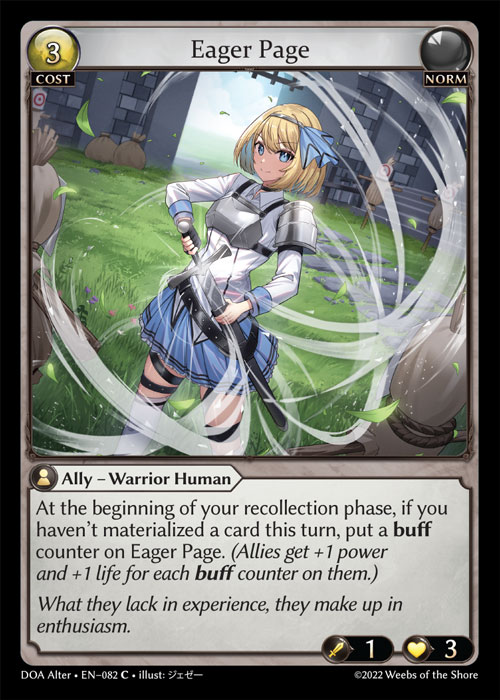 3
COST
Eager Page
NORM
Ally – Warrior Human
At the beginning of your recollection phase, if you
haven't materialized a card this turn, put a buff
counter on Eager Page. (Allies get +1 power
and +1 life for each buff counter on them.)
What they lack in experience, they make up in
enthusiasm.
1
3
DOA Alter • EN–082 C • illust: ジェゼー
©2022 Weebs of the Shore